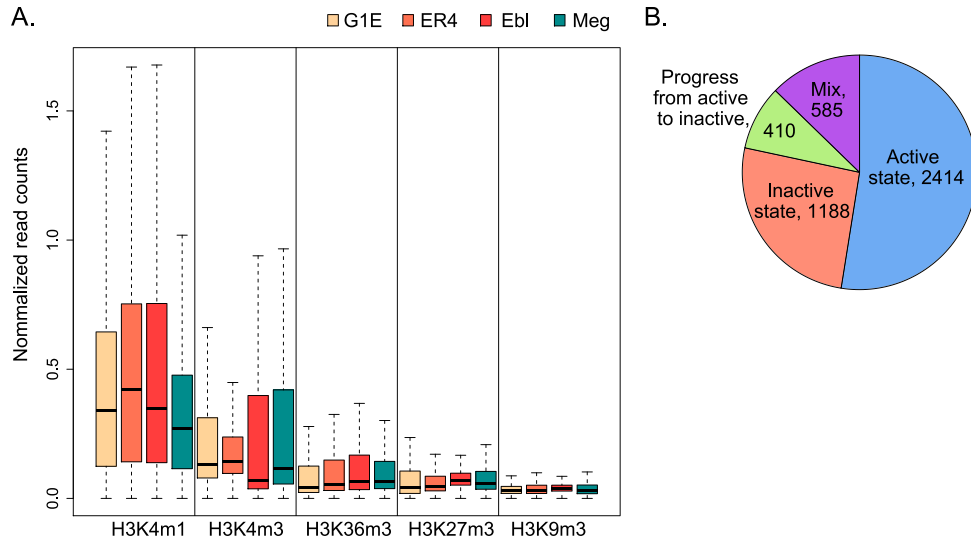 A.
G1E ER4 Ebl Meg
Nommalized read counts
1.5
1.0
0.5
0.0
H3K4m1 H3K4m3 H3K36m3 H3K27m3 H3K9m3
B.
Progress
from active
to inactive,
410
Mix,
585
Active
state, 2414
Inactive
state, 1188